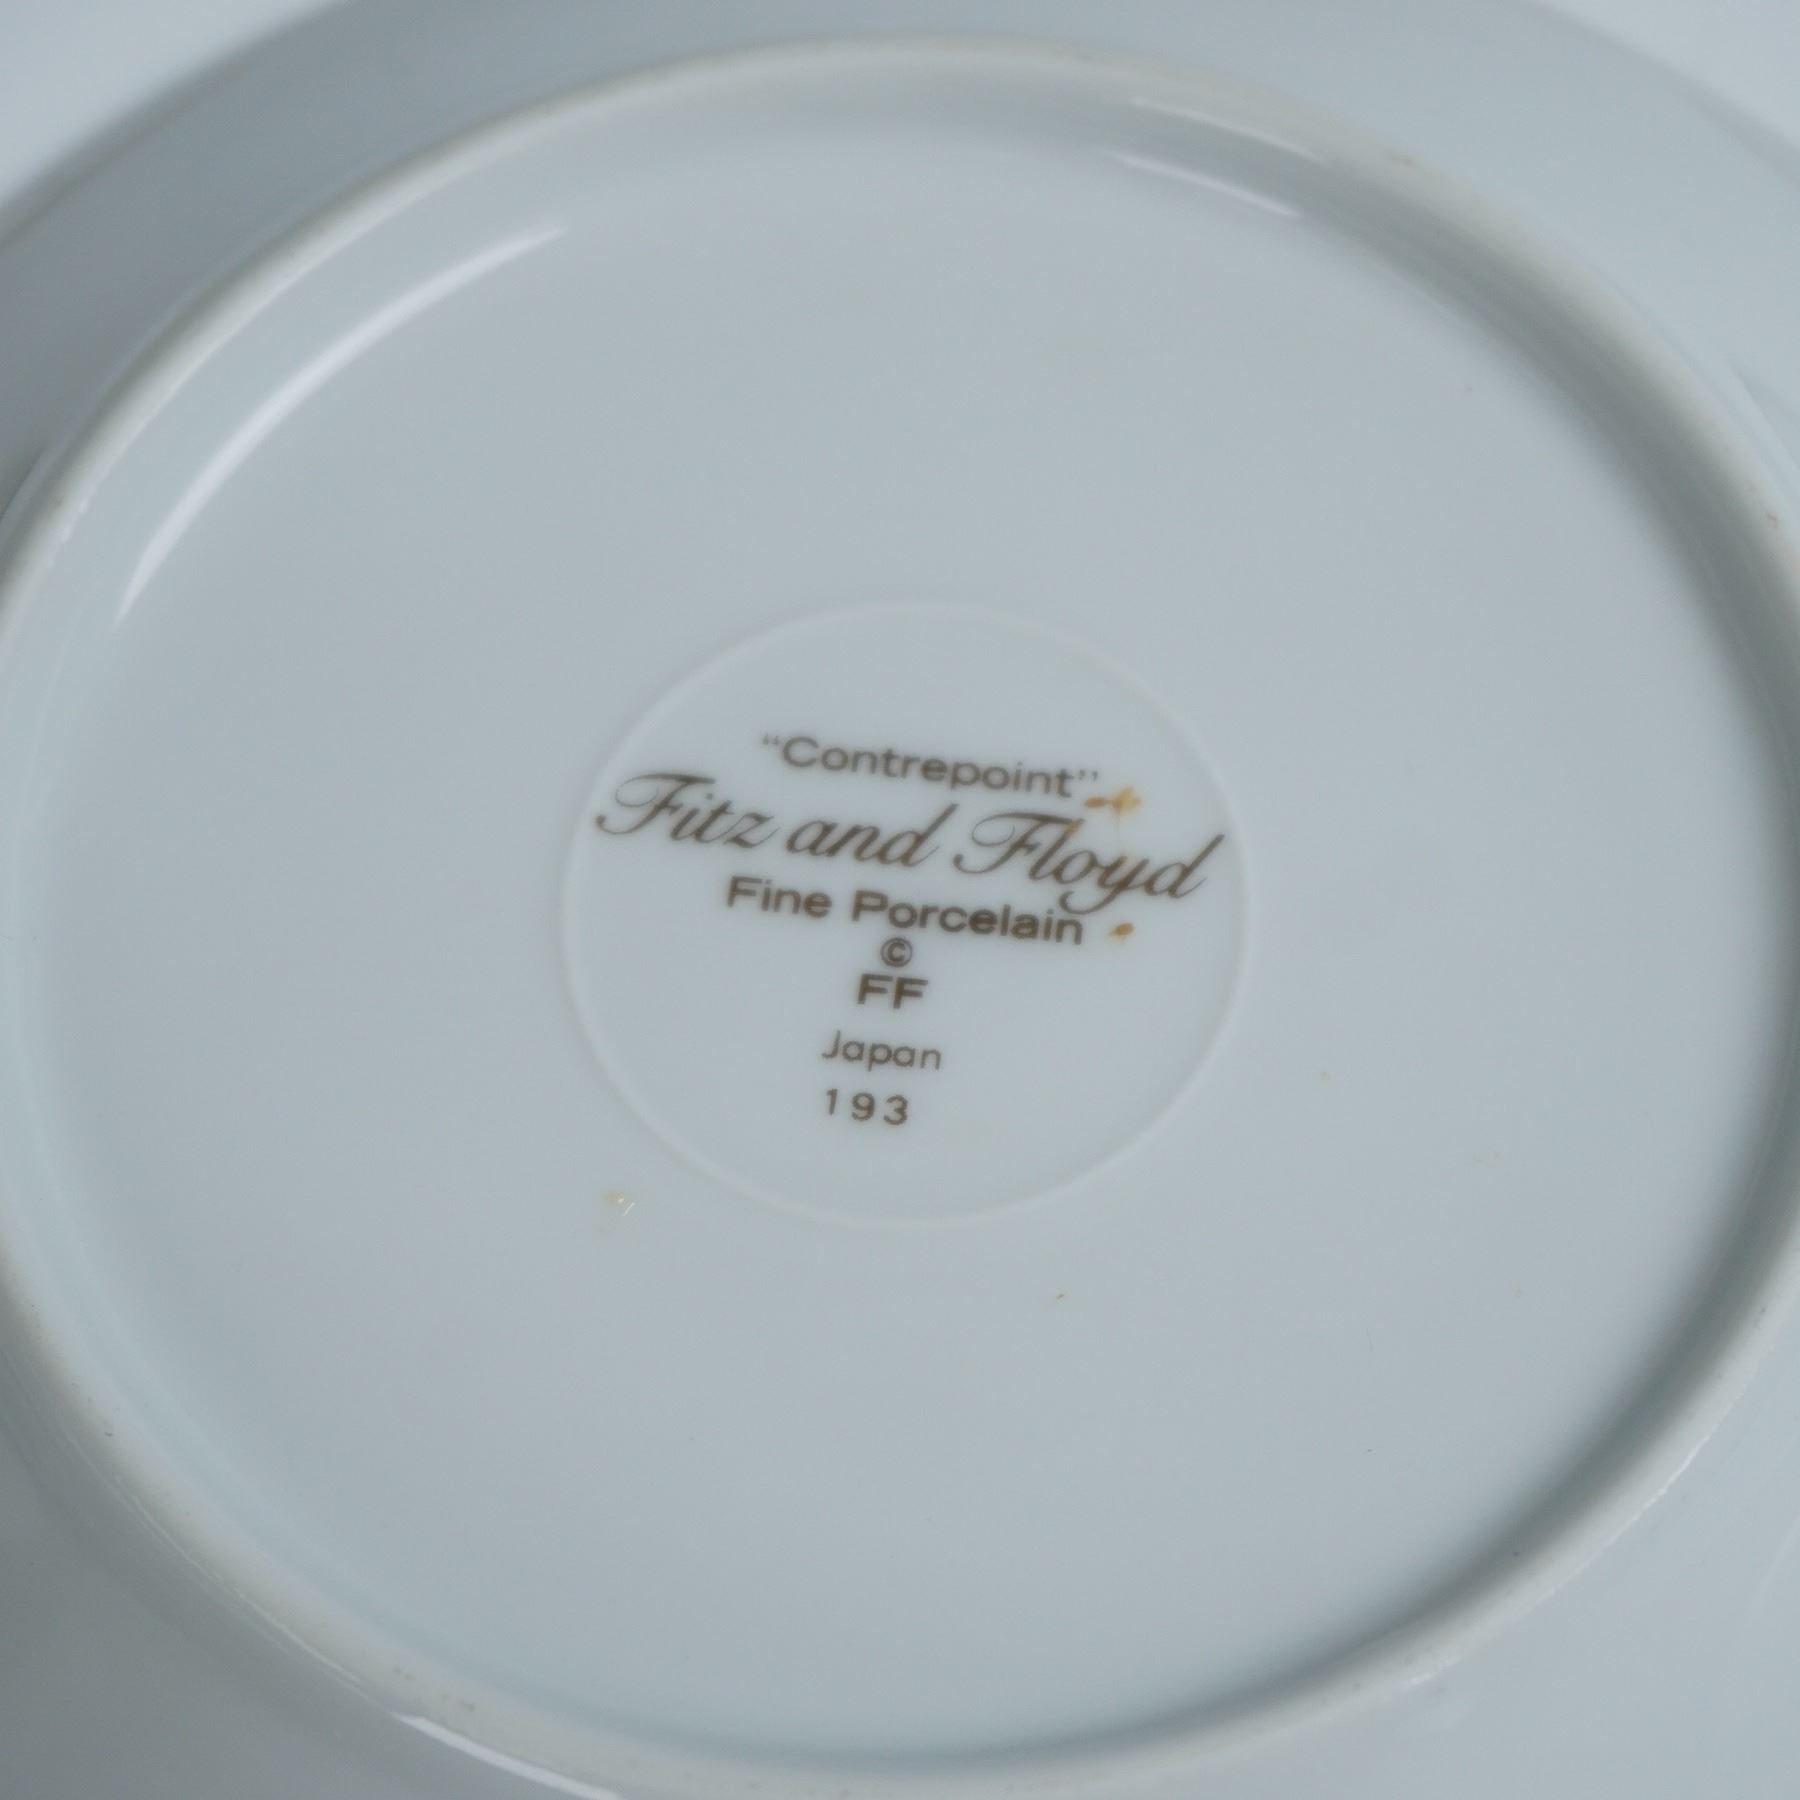 “Contrepoint”
Fitz and Floyd
Fine Porcelain
©
FF
Japan
193